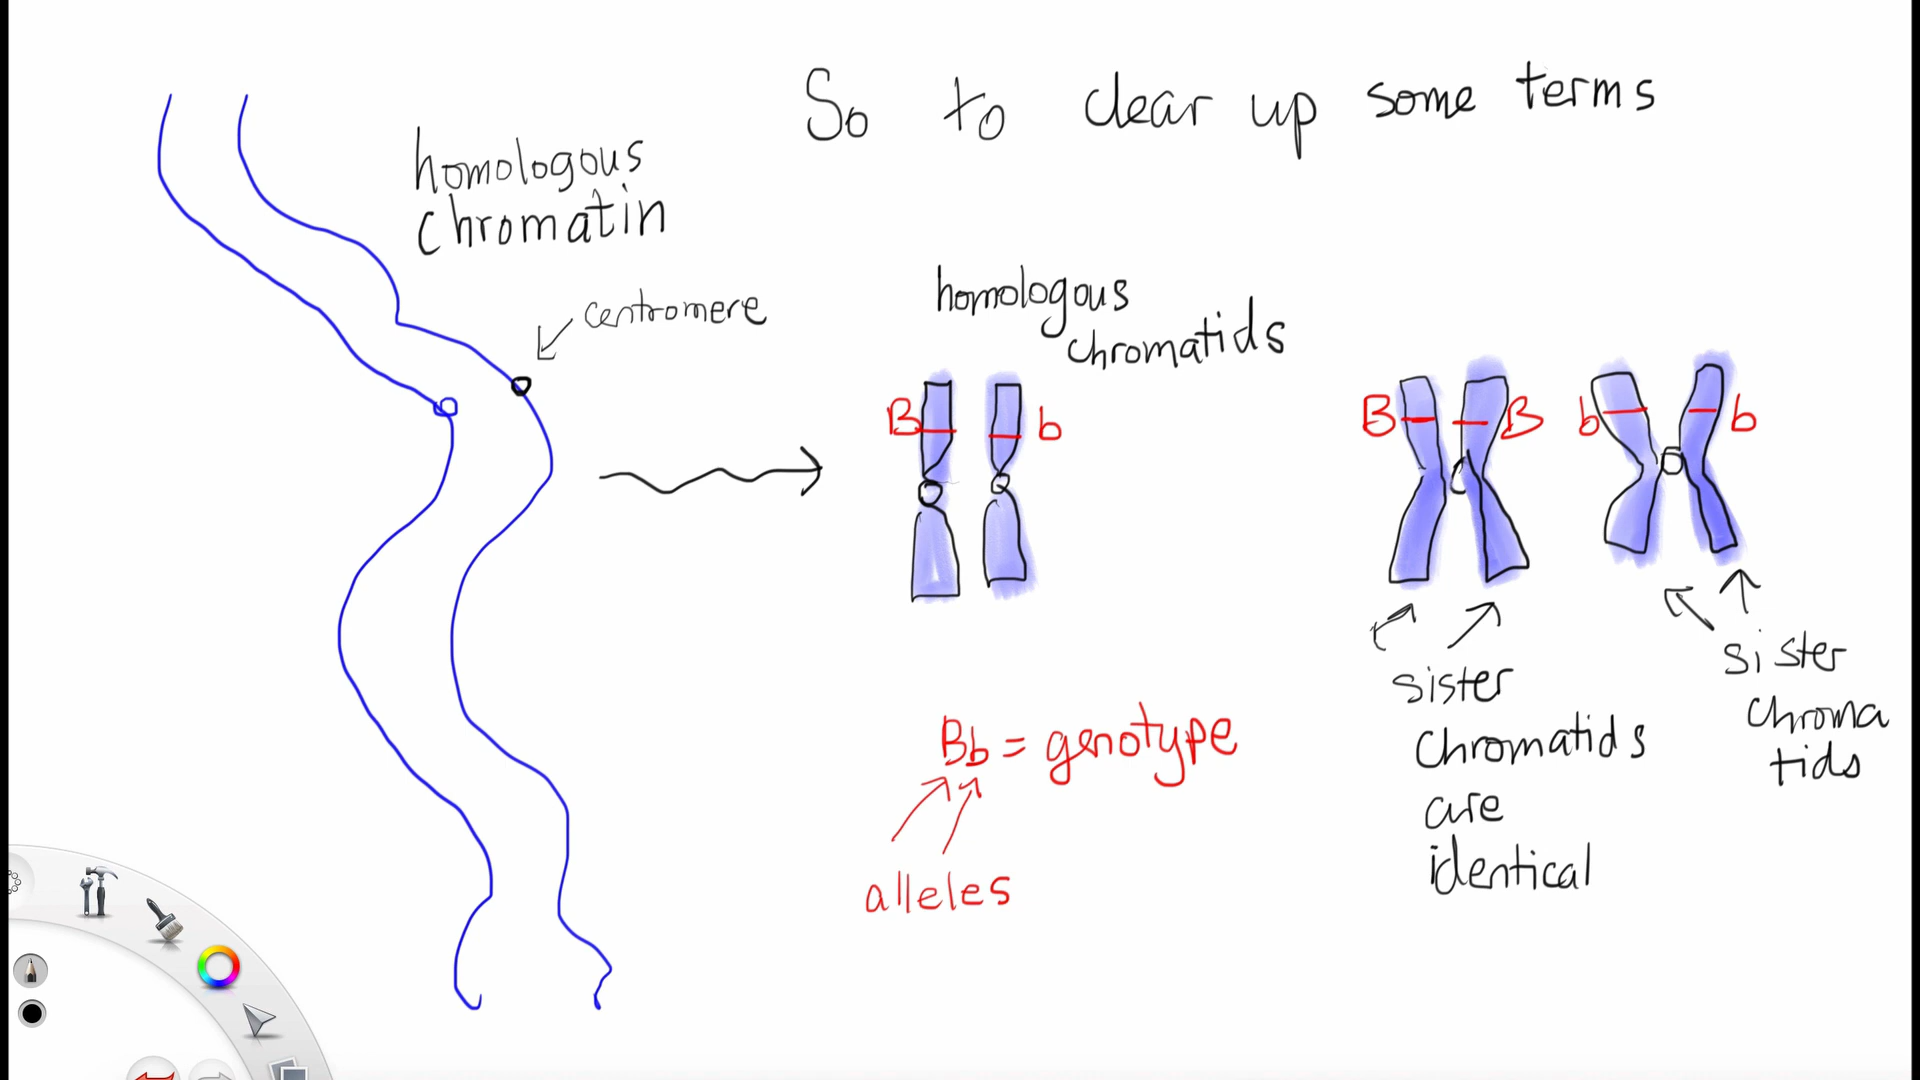 So to clear up some terms
homologous
chromatin
centromere
homologous
chromatids
B
b
B
B
b
b
sister
chromatids
are
identical
sister
chroma
tids
Bb = genotype
alleles